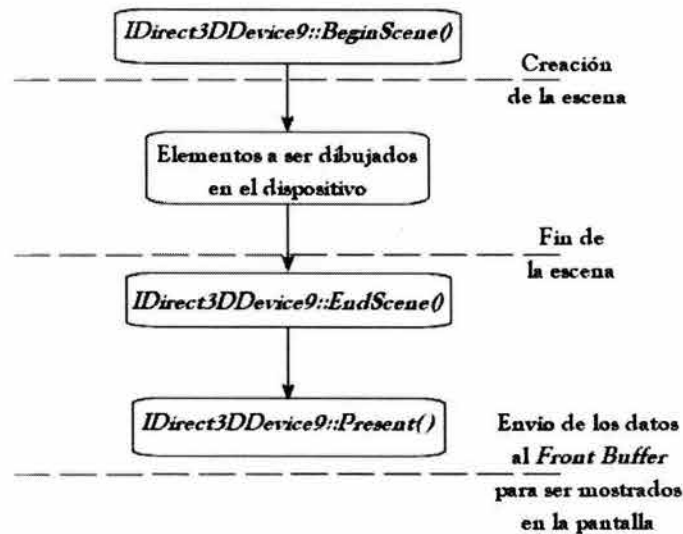 IDirect3DDevice9::BeginScene()
Creación
de la escena
Elementos a ser dibujados
en el dispositivo
Fin de
la escena
IDirect3DDevice9::EndScene()
IDirect3DDevice9::Present()
Envio de los datos
al Front Buffer
para ser mostrados
en la pantalla